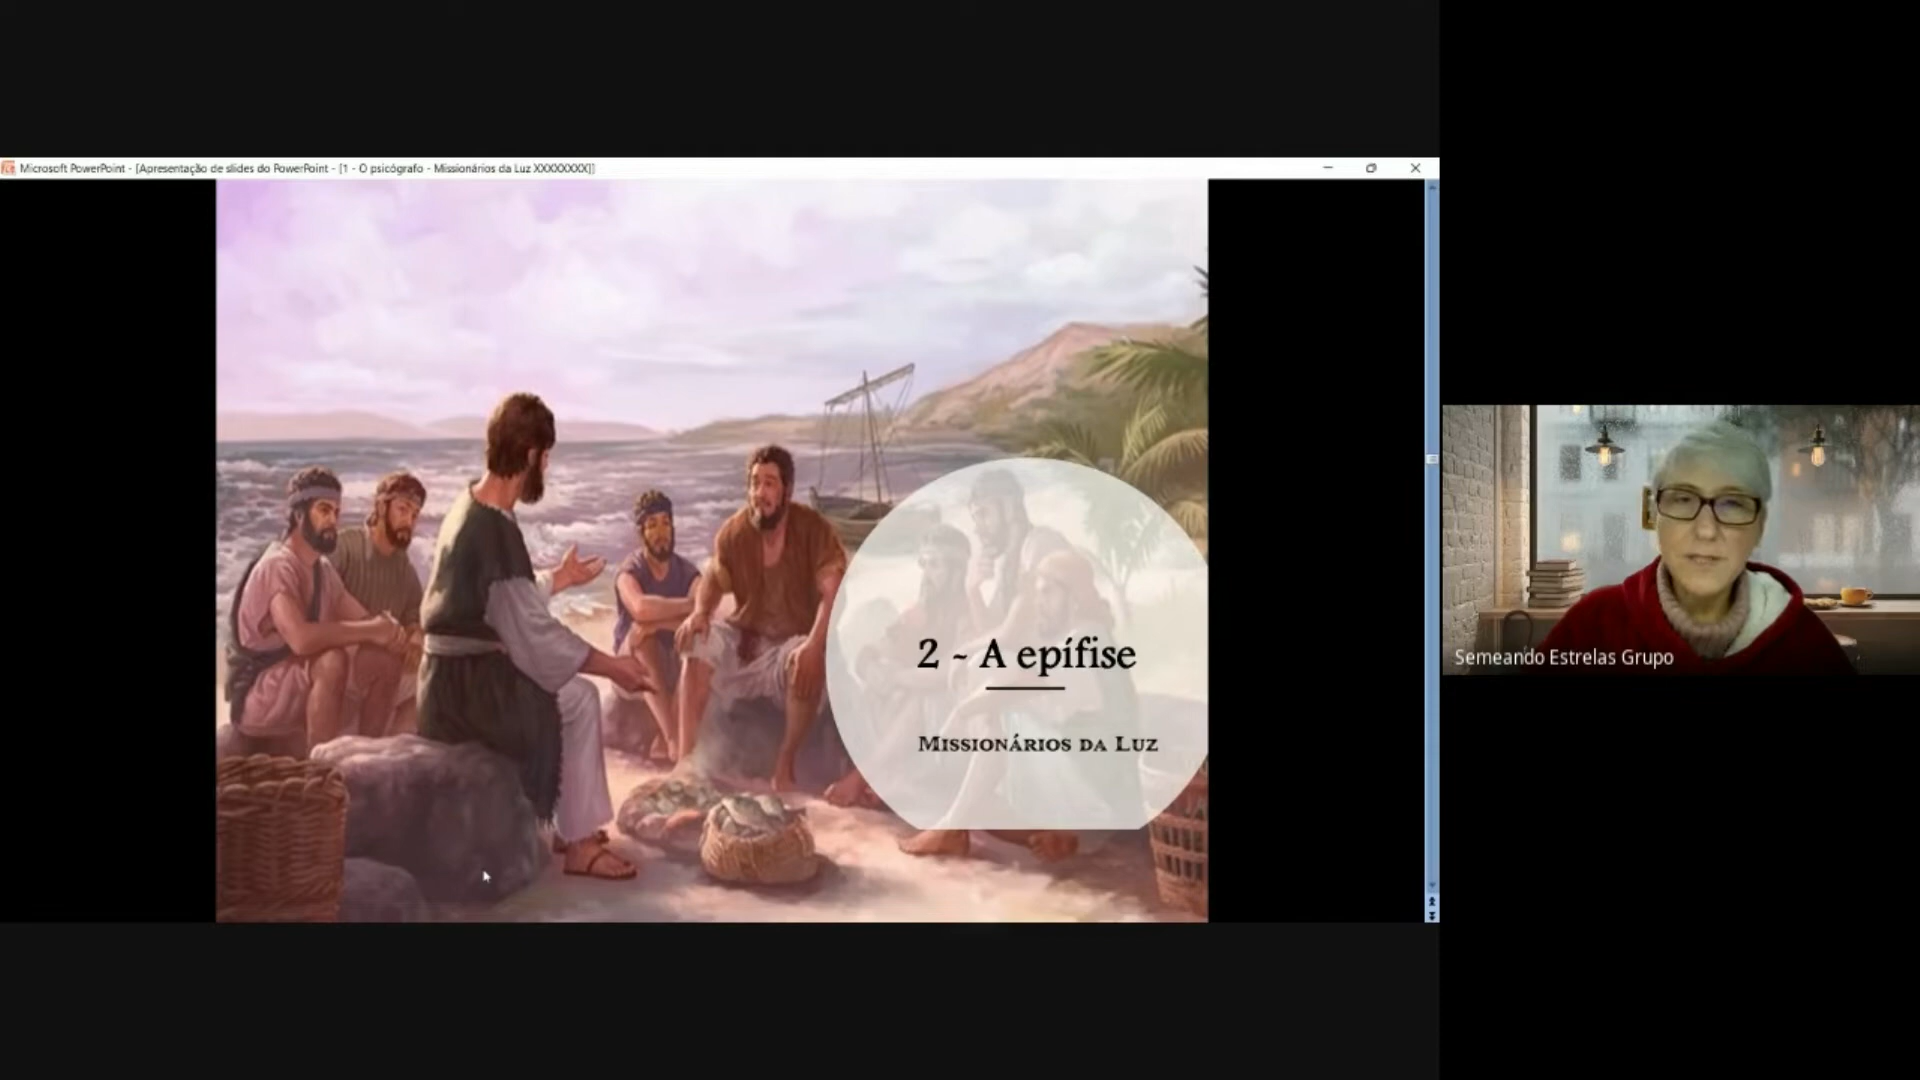 Microsoft PowerPoint - [Apresentação de slides do PowerPoint - [1 - O psicógrafo - Missionários da Luz XXXXXXXX]]
2 ~ A epífise
Missionários da Luz
Semeando Estrelas Grupo